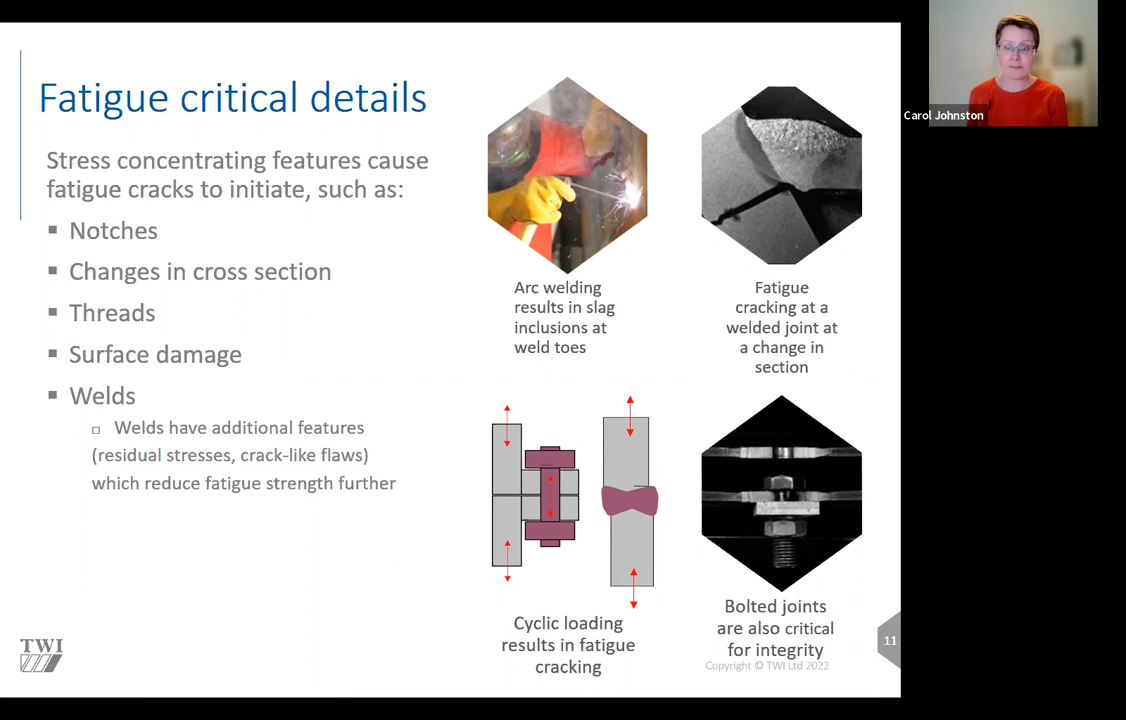 Fatigue critical details
Stress concentrating features cause
fatigue cracks to initiate, such as:
▪ Notches
▪ Changes in cross section
▪ Threads
▪ Surface damage
▪ Welds
□ Welds have additional features
(residual stresses, crack-like flaws)
which reduce fatigue strength further
Arc welding
results in slag
inclusions at
weld toes
Fatigue
cracking at a
welded joint at
a change in
section
Cyclic loading
results in fatigue
cracking
Bolted joints
are also critical
for integrity
Copyright © TWI Ltd 2022
11
TWI
Carol Johnston